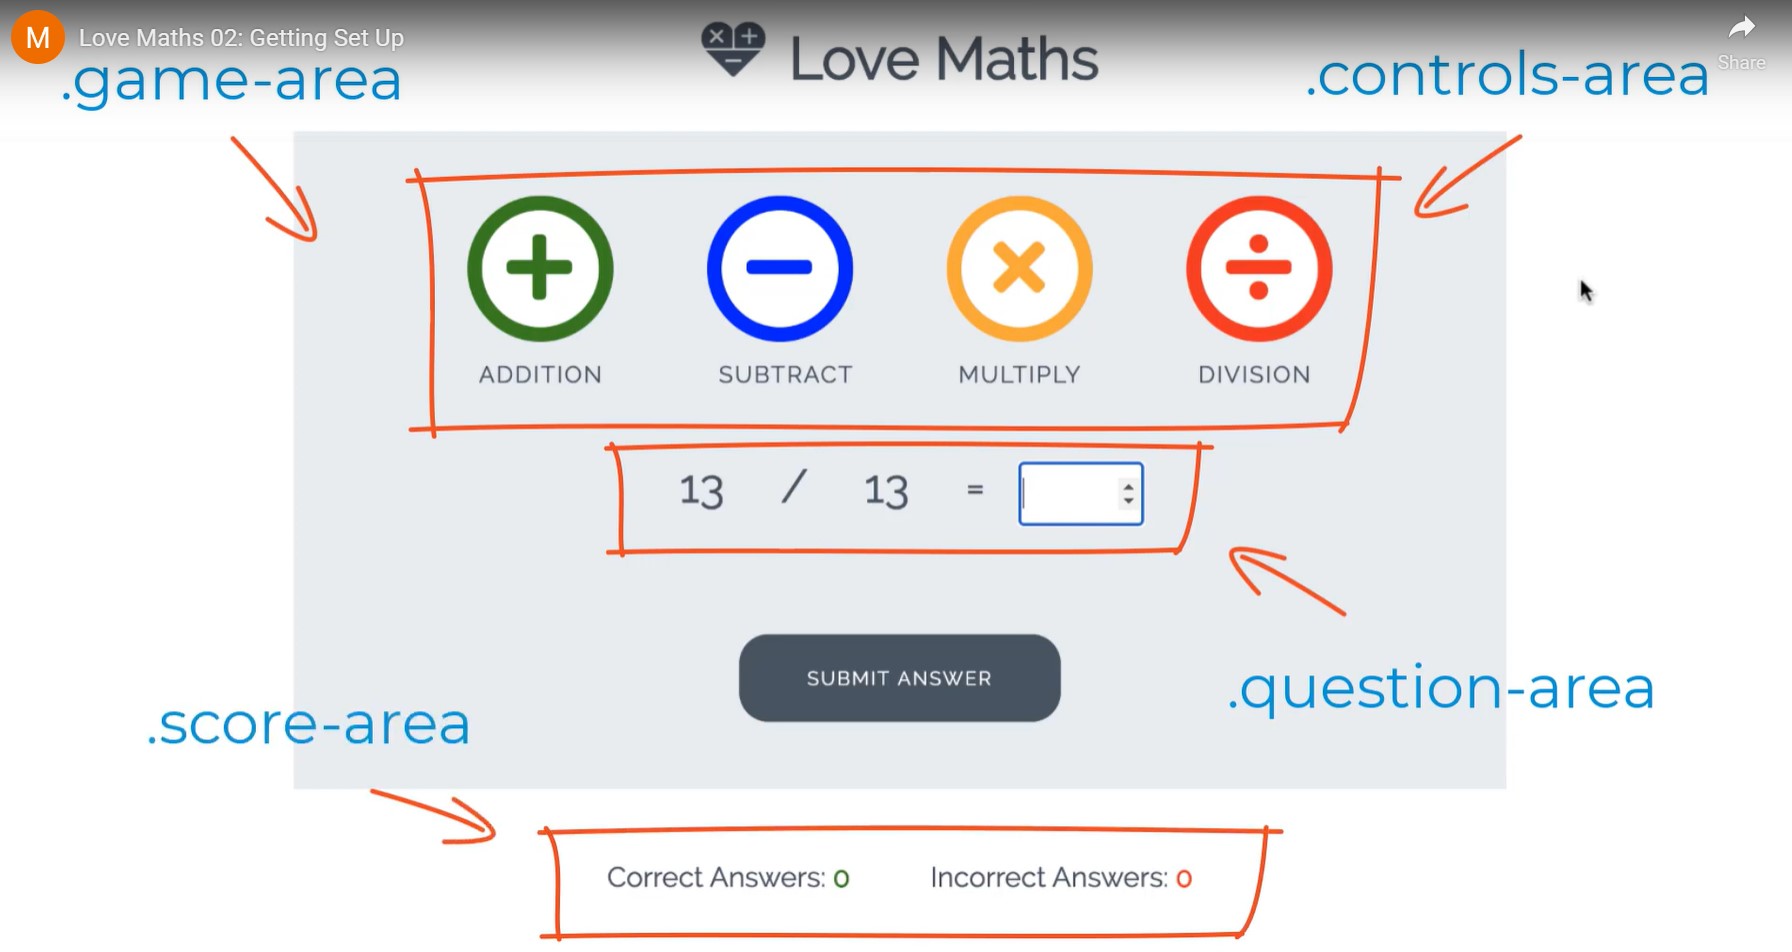 M Love Maths 02: Getting Set Up
Love Maths
Share
.game-area
.controls-area
ADDITION SUBTRACT MULTIPLY DIVISION
13 / 13 =
SUBMIT ANSWER
.question-area
.score-area
Correct Answers: 0 Incorrect Answers: 0